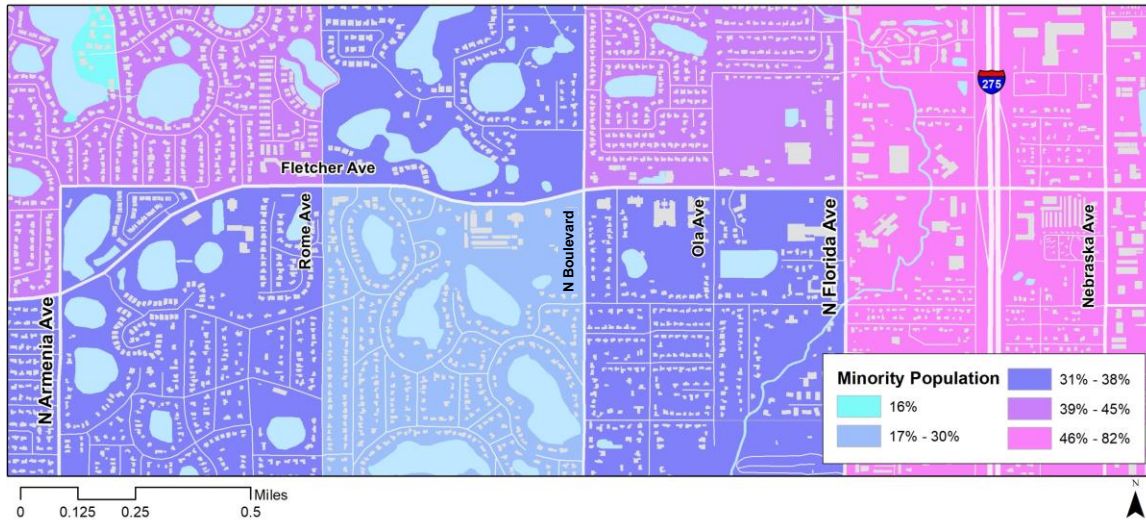 275
Fletcher Ave
Rome Ave
N Boulevard
Ola Ave
N Florida Ave
Nebraska Ave
N Armenia Ave
Minority Population
16%
17% - 30%
31% - 38%
39% - 45%
46% - 82%
Miles
0 0.125 0.25 0.5
N